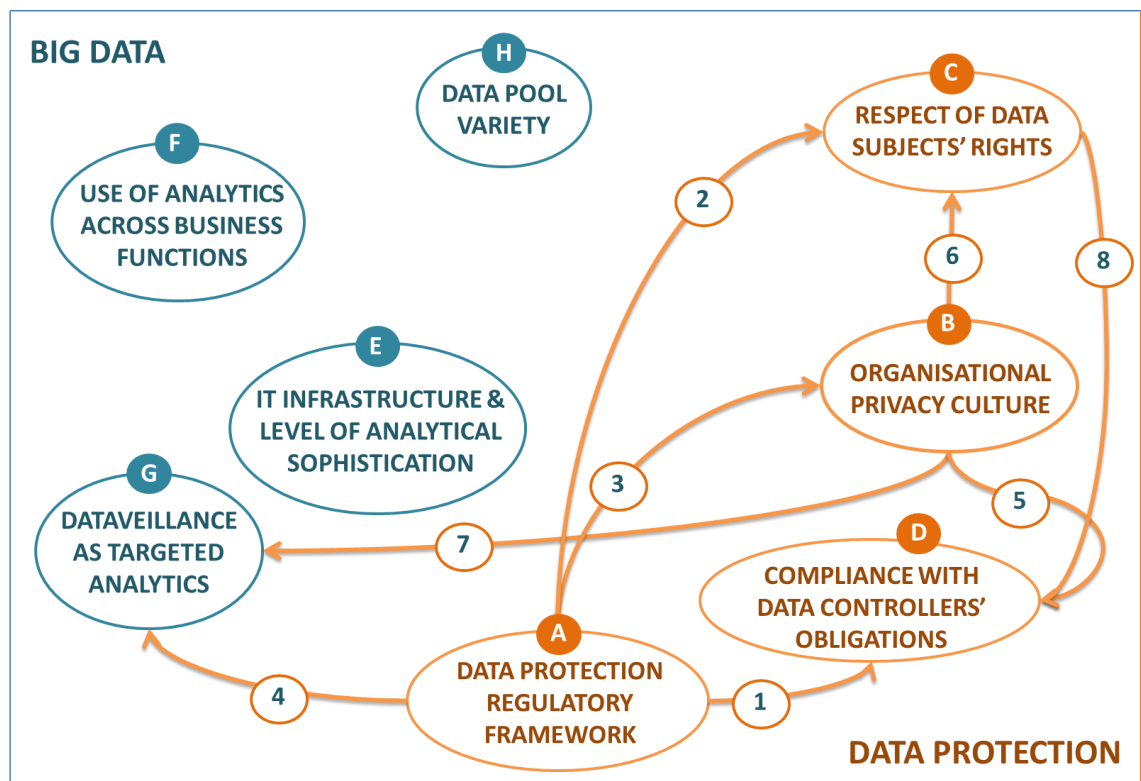 BIG DATA
H
DATA POOL
VARIETY
C
RESPECT OF DATA
SUBJECTS' RIGHTS
F
USE OF ANALYTICS
ACROSS BUSINESS
FUNCTIONS
2
6
8
B
ORGANISATIONAL
PRIVACY CULTURE
E
IT INFRASTRUCTURE &
LEVEL OF ANALYTICAL
SOPHISTICATION
3
G
DATAVEILLANCE
AS TARGETED
ANALYTICS
7
5
D
COMPLIANCE WITH
DATA CONTROLLERS'
OBLIGATIONS
A
DATA PROTECTION
REGULATORY
FRAMEWORK
4
1
DATA PROTECTION